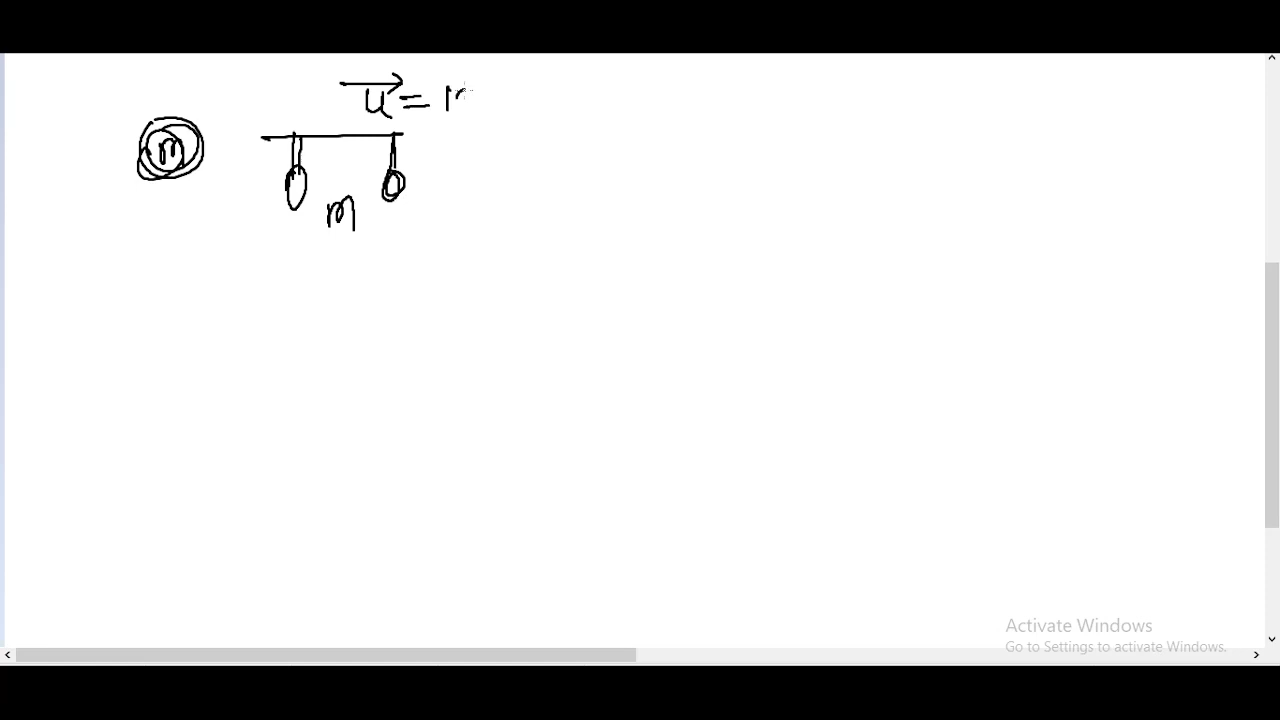 u =
m
m
Activate Windows
Go to Settings to activate Windows.